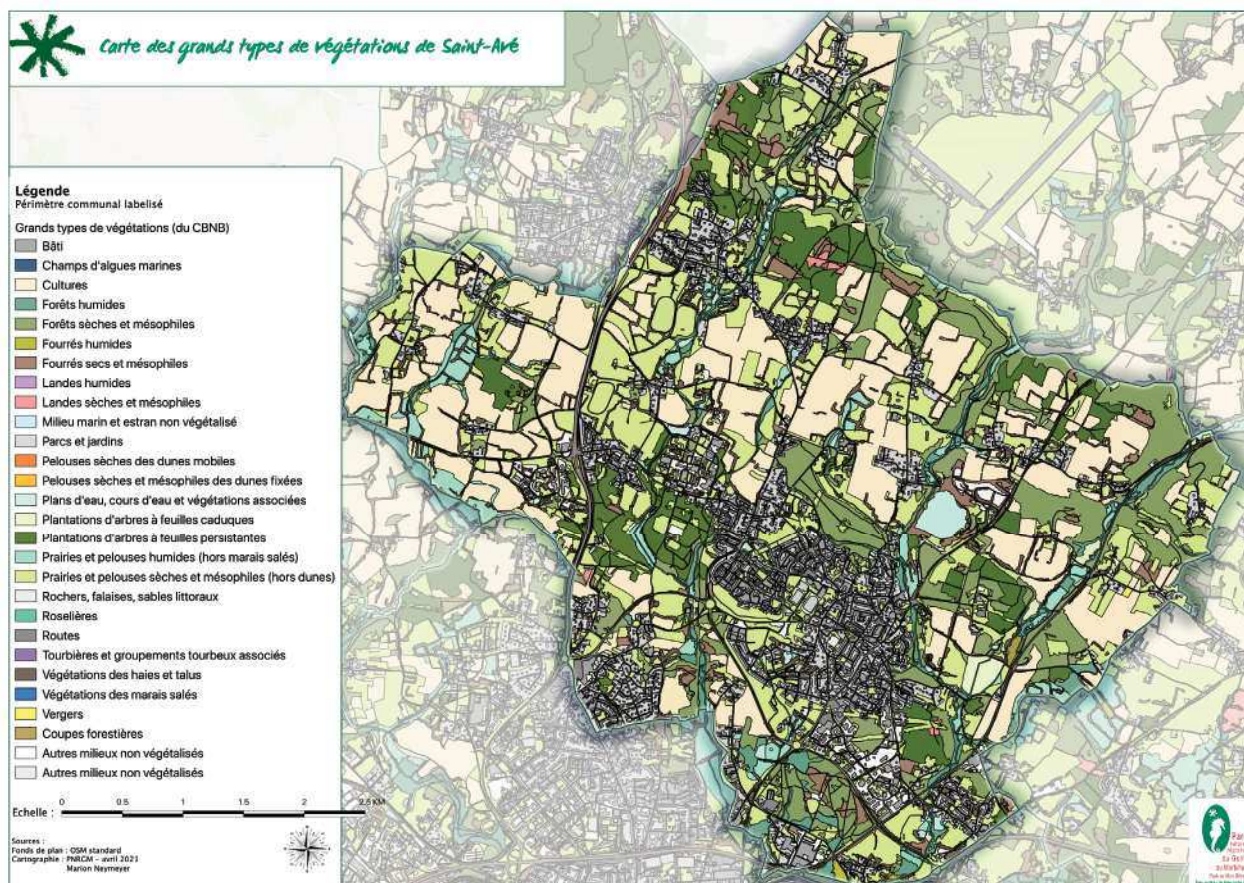 Carte des grands types de végétations de Saint-Avé
Légende
Périmètre communal labelisé
Grands types de végétations (du CBNB)
Bâti
Champs d'algues marines
Cultures
Forêts humides
Forêts sèches et mésophiles
Fourrés humides
Fourrés secs et mésophiles
Landes humides
Landes sèches et mésophiles
Milieu marin et estran non végétalisé
Parcs et jardins
Pelouses sèches des dunes mobiles
Pelouses sèches et mésophiles des dunes fixées
Plans d'eau, cours d'eau et végétations associées
Plantations d'arbres à feuilles caduques
Plantations d'arbres à feuilles persistantes
Prairies et pelouses humides (hors marais salés)
Prairies et pelouses sèches et mésophiles (hors dunes)
Rochers, falaises, sables littoraux
Roselières
Routes
Tourbières et groupements tourbeux associés
Végétations des haies et talus
Végétations des marais salés
Vergers
Coupes forestières
Autres milieux non végétalisés
Autres milieux non végétalisés
0 0.5 1 1.5 2 2.5 KM
Echelle :
Sources :
Fonds de plan : OSM standard
Cartographie : PNRGM - avril 2021
Marion Neymeyer